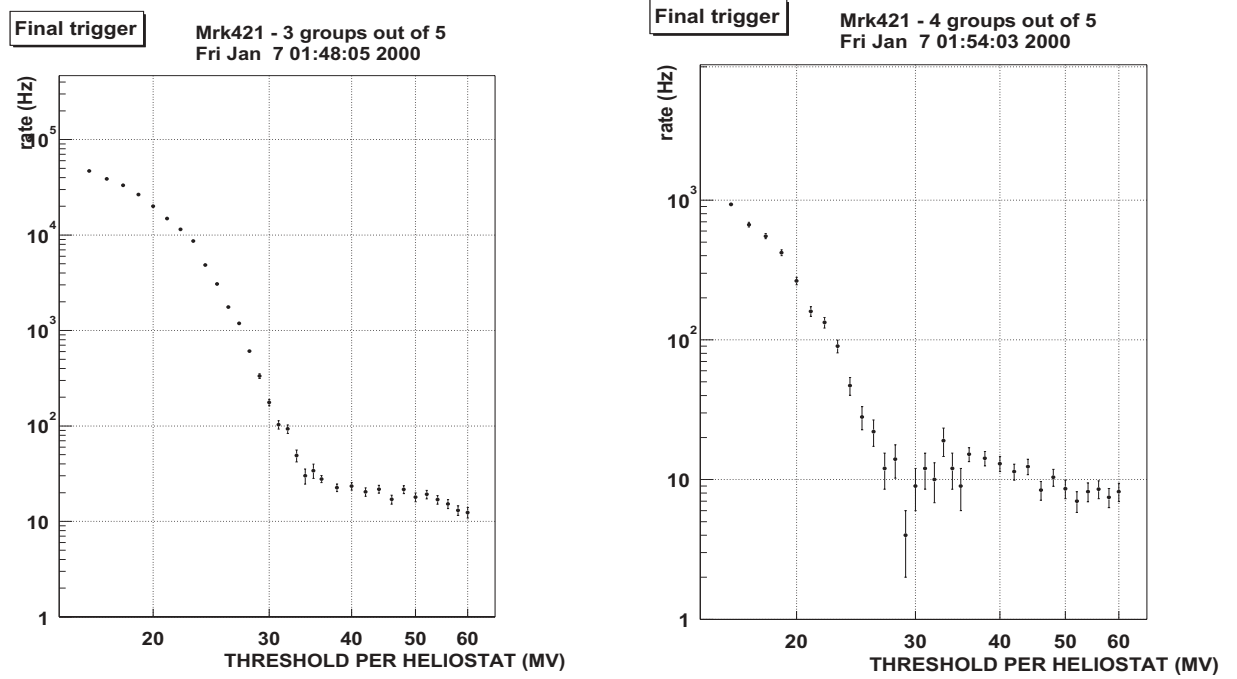 Final trigger
Mrk421 - 3 groups out of 5
Fri Jan 7 01:48:05 2000
rate (Hz)
10^5
10^4
10^3
10^2
10
1
20 30 40 50 60
THRESHOLD PER HELIOSTAT (MV)
Final trigger
Mrk421 - 4 groups out of 5
Fri Jan 7 01:54:03 2000
rate (Hz)
10^3
10^2
10
1
20 30 40 50 60
THRESHOLD PER HELIOSTAT (MV)